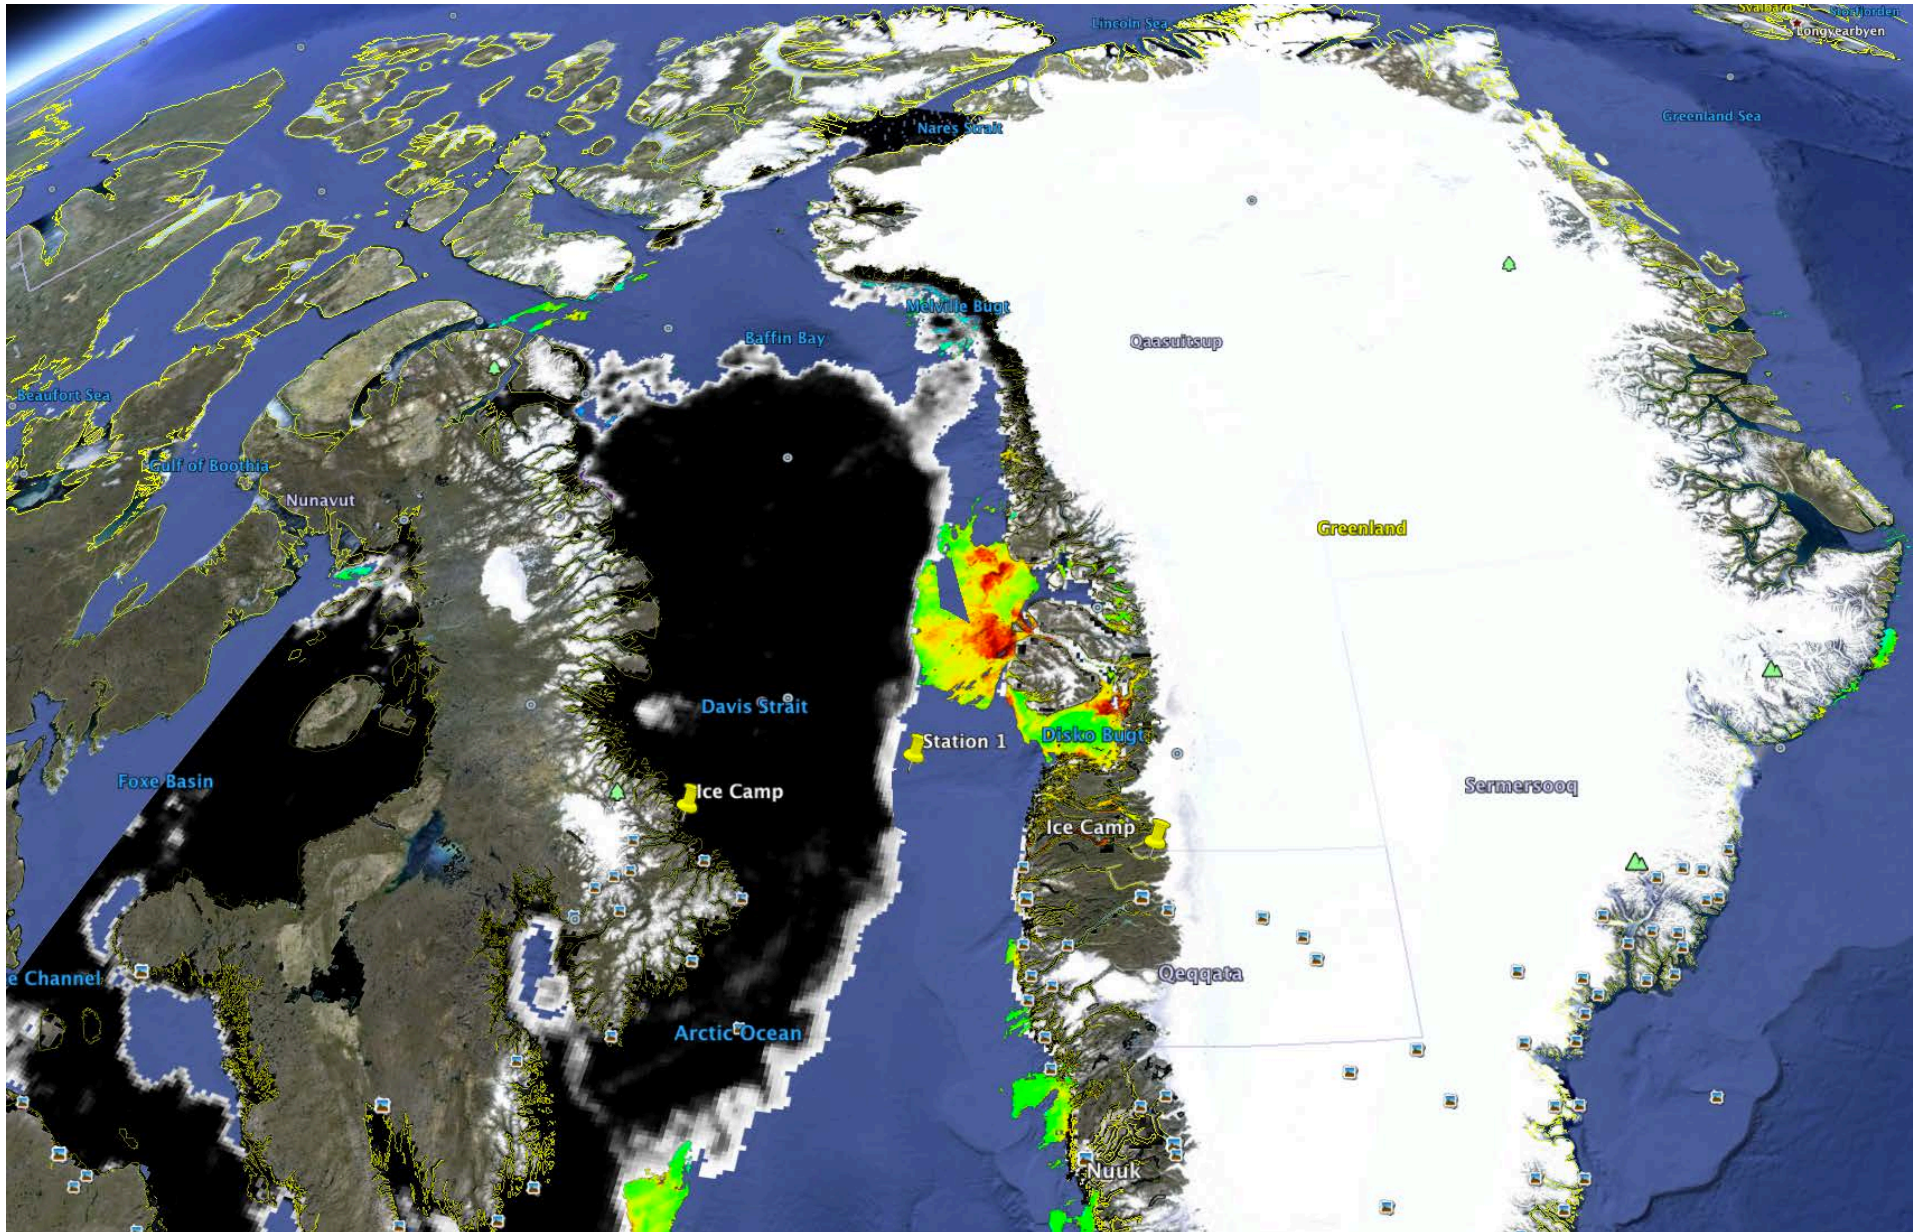 Lincoln Sea
Svalbard
Storfjorden
Longyearbyen
Greenland Sea
Nares Strait
Melville Bugt
Baffin Bay
Qaasuitsup
Beaufort Sea
Gulf of Boothia
Nunavut
Greenland
Davis Strait
Station 1
Disko Bugt
Foxe Basin
Ice Camp
Sermersooq
Ice Camp
e Channel
Qeqqata
Arctic Ocean
Nuuk